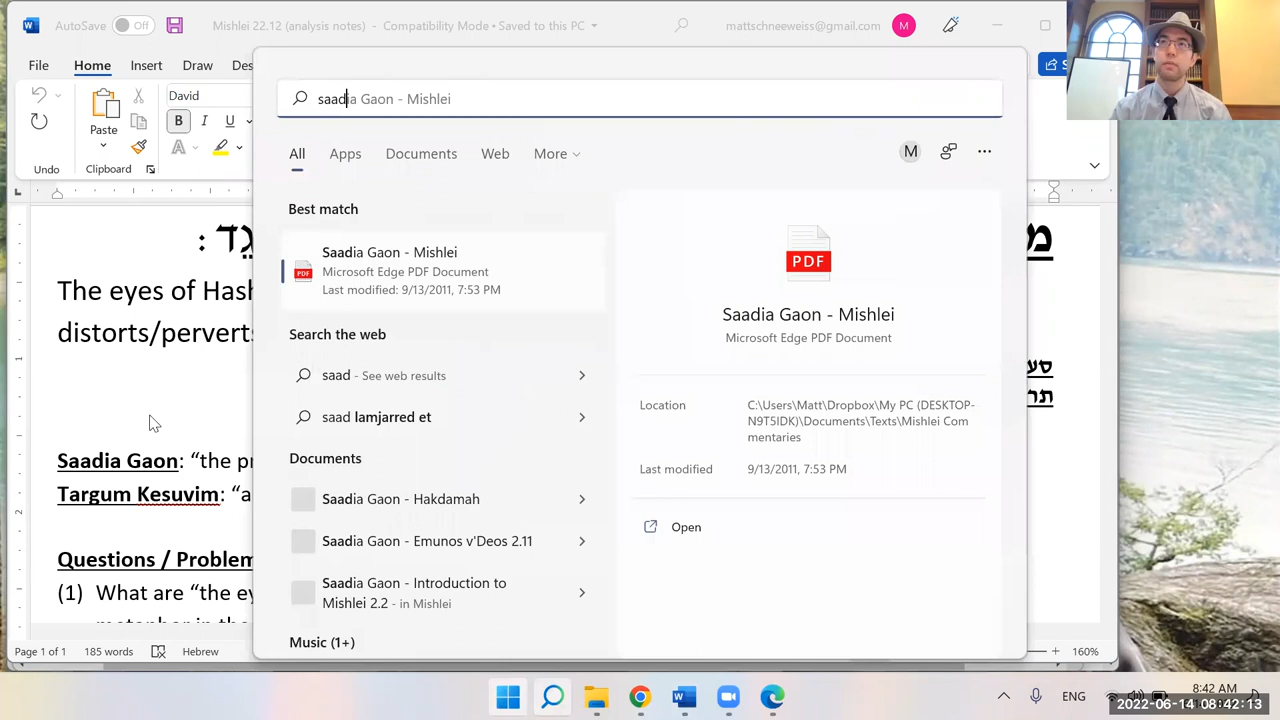 AutoSave Off Mishlei 22.12 (analysis notes) - Compatibility Mode • Saved to this PC mattschneeweiss@gmail.com M
File Home Insert Draw Des
saadia Gaon - Mishlei
David
B I U
Paste
A
Undo Clipboard
All Apps Documents Web More M
Best match
Saadia Gaon - Mishlei
Microsoft Edge PDF Document
Last modified: 9/13/2011, 7:53 PM
Search the web
saad - See web results
saad lamjarred et
Documents
Saadia Gaon - Hakdamah
Saadia Gaon - Emunos v'Deos 2.11
Saadia Gaon - Introduction to
Mishlei 2.2 - in Mishlei
Music (1+)
PDF
Saadia Gaon - Mishlei
Microsoft Edge PDF Document
Location C:\Users\Matt\Dropbox\My PC (DESKTOP-
N9T5IDK)\Documents\Texts\Mishlei Com
mentaries
Last modified 9/13/2011, 7:53 PM
Open
The eyes of Hash
distorts/perverts
סע
תר
Saadia Gaon: “the pr
Targum Kesuvim: “a
Questions / Problem
(1) What are “the ey
Page 1 of 1 185 words Hebrew 160%
ENG 8:42 AM
2022-06-14 08:42:13